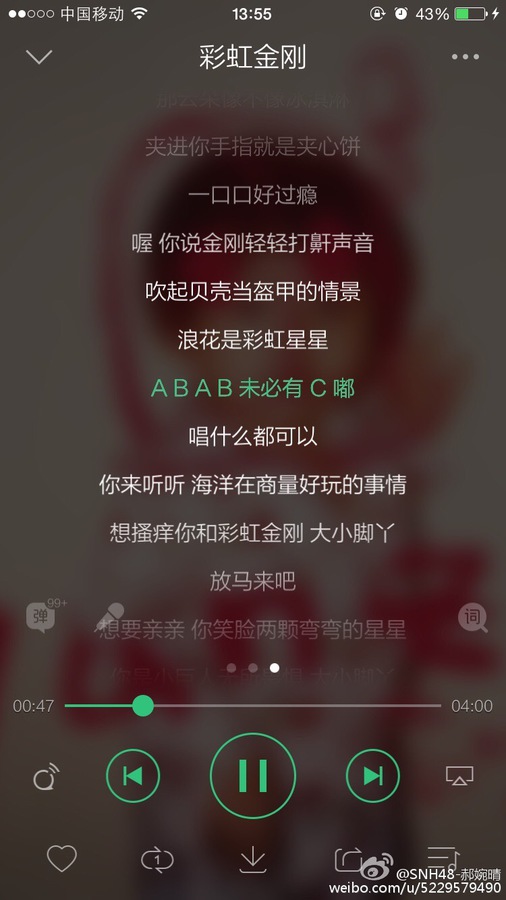 中国移动
13:55
43%
彩虹金刚
夹进你手指就是夹心饼
一口口好过瘾
喔 你说金刚轻轻打鼾声音
吹起贝壳当盔甲的情景
浪花是彩虹星星
A B A B 未必有 C 嘟
唱什么都可以
你来听听 海洋在商量好玩的事情
想搔痒你和彩虹金刚 大小脚丫
放马来吧
弹 99+
词
想要亲亲 你笑脸两颗弯弯的星星
00:47
04:00
1
@SNH48-郝婉晴
weibo.com/u/5229579490